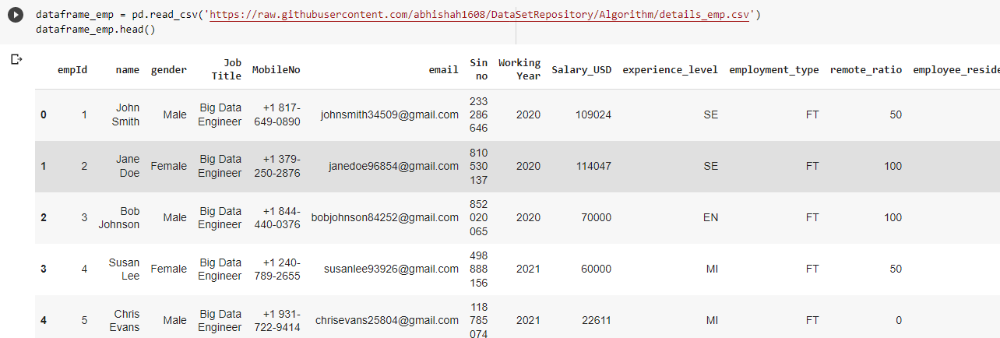 dataframe_emp = pd.read_csv('https://raw.githubusercontent.com/abhishah1608/DataSetRepository/Algorithm/details_emp.csv')
dataframe_emp.head()
empId name gender Job Title MobileNo email Sin no Working Year Salary_USD experience_level employment_type remote_ratio employee_reside
0 1 John Smith Male Big Data Engineer +1 817-649-0890 johnsmith34509@gmail.com 233 286 646 2020 109024 SE FT 50
1 2 Jane Doe Female Big Data Engineer +1 379-250-2876 janedoe96854@gmail.com 810 530 137 2020 114047 SE FT 100
2 3 Bob Johnson Male Big Data Engineer +1 844-440-0376 bobjohnson84252@gmail.com 852 020 065 2020 70000 EN FT 100
3 4 Susan Lee Female Big Data Engineer +1 240-789-2655 susanlee93926@gmail.com 498 888 156 2021 60000 MI FT 50
4 5 Chris Evans Male Big Data Engineer +1 931-722-9414 chrisevans25804@gmail.com 118 785 074 2021 22611 MI FT 0